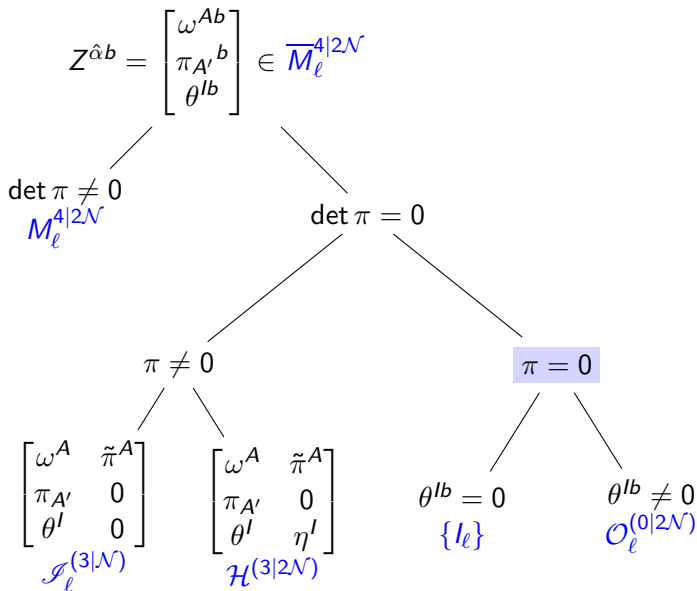 Z^{α̂b} = [ω^{Ab} ; π_{A'}^b ; θ^{Ib}] ∈ M̅_ℓ^{4|2𝒩}
det π ≠ 0
M_ℓ^{4|2𝒩}
det π = 0
π ≠ 0
π = 0
[ω^A π̃^A ; π_{A'} 0 ; θ^I 0]
ℐ_ℓ^{(3|𝒩)}
[ω^A π̃^A ; π_{A'} 0 ; θ^I η^I]
ℋ^{(3|2𝒩)}
θ^{Ib} = 0
{I_ℓ}
θ^{Ib} ≠ 0
𝒪_ℓ^{(0|2𝒩)}